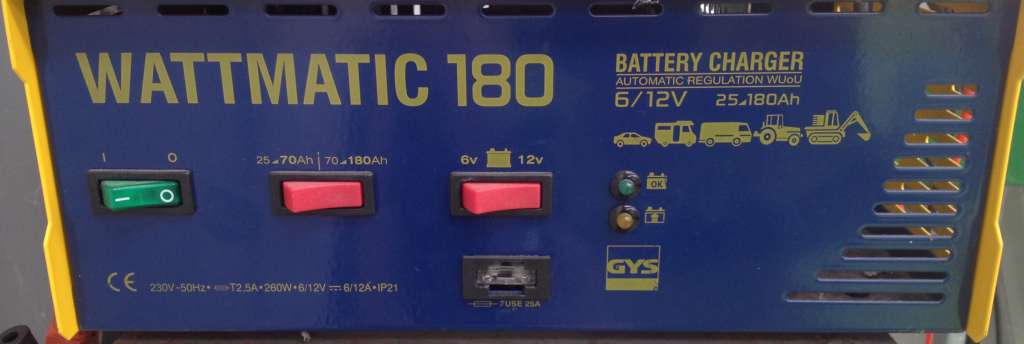 WATTMATIC 180
BATTERY CHARGER
AUTOMATIC REGULATION WUoU
6/12V 25◢180Ah
I O
25◢70Ah | 70◢180Ah
6v 12v
OK
GYS
CE 230V~50Hz• T2,5A•260W•6/12V ⎓ 6/12A•IP21
FUSE 25A